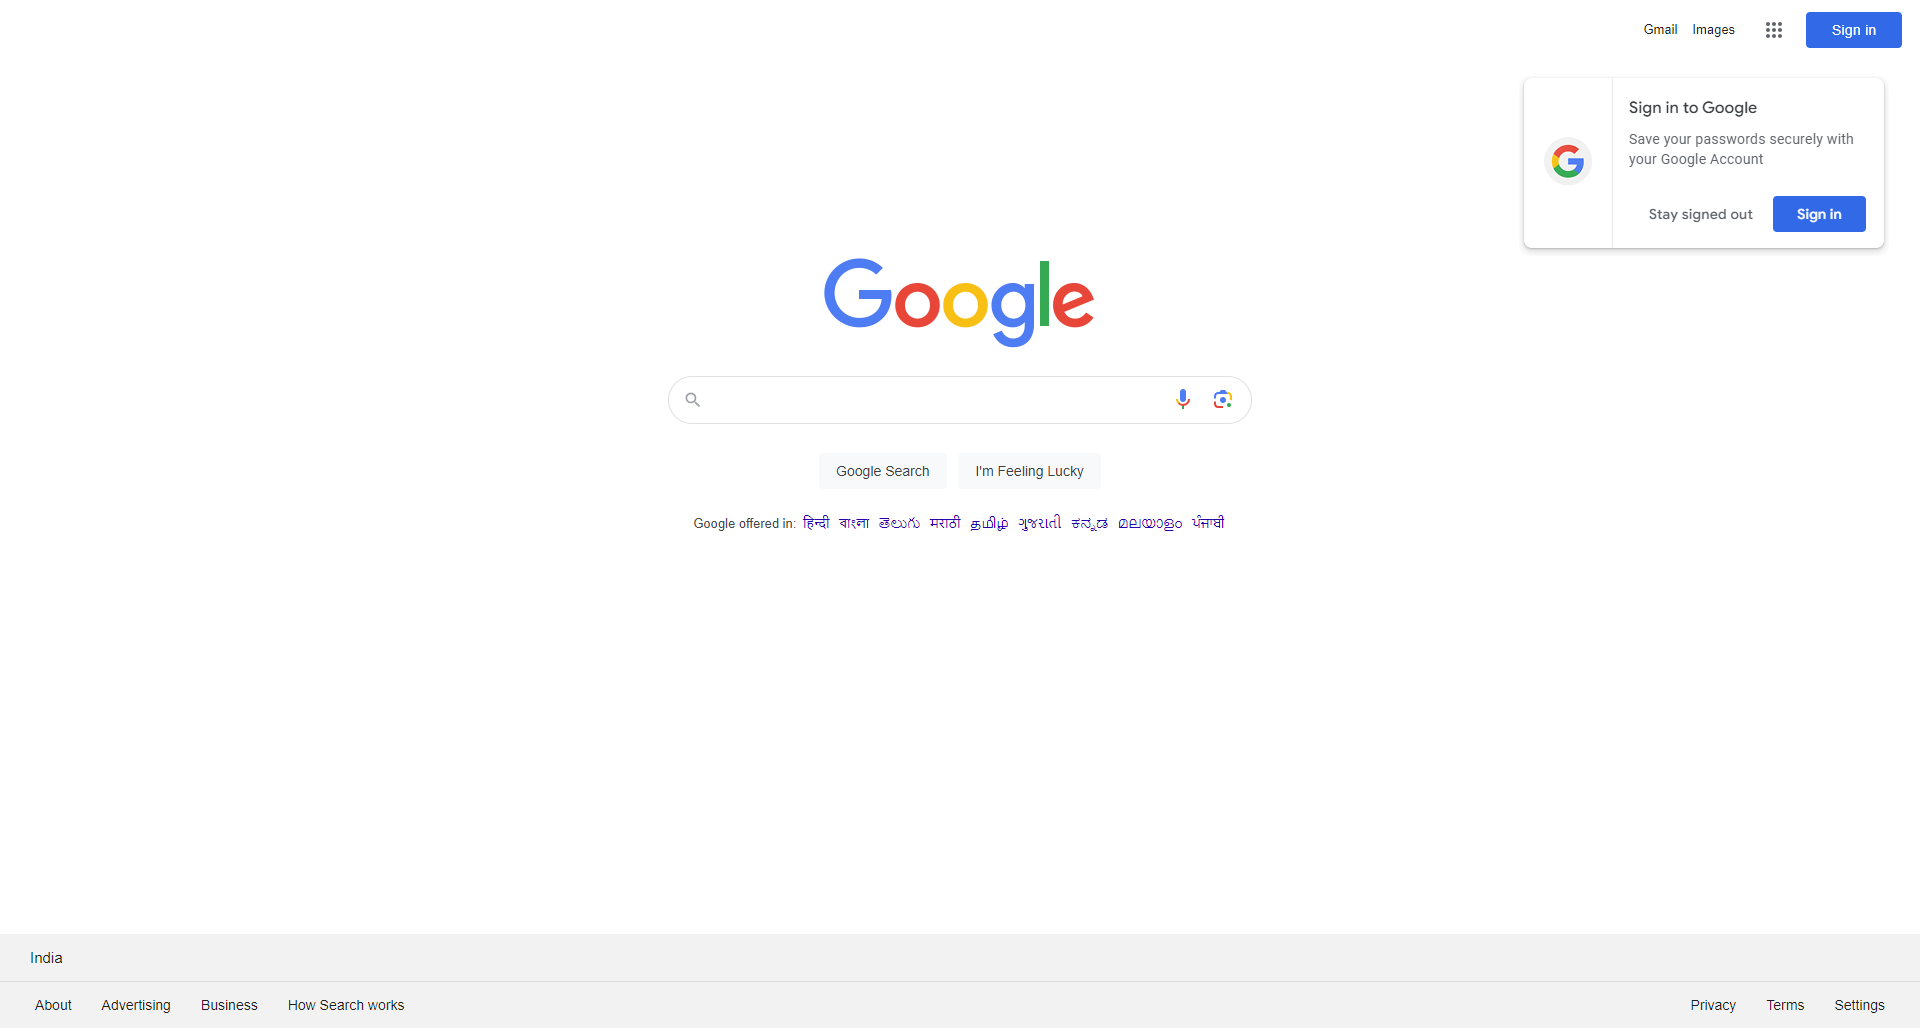 Gmail Images Sign in
Sign in to Google
Save your passwords securely with
your Google Account
Stay signed out Sign in
Google
Google Search I'm Feeling Lucky
Google offered in: हिन्दी বাংলা తెలుగు मराठी தமிழ் ગુજરાતી ಕನ್ನಡ മലയാളം ਪੰਜਾਬੀ
India
About Advertising Business How Search works Privacy Terms Settings